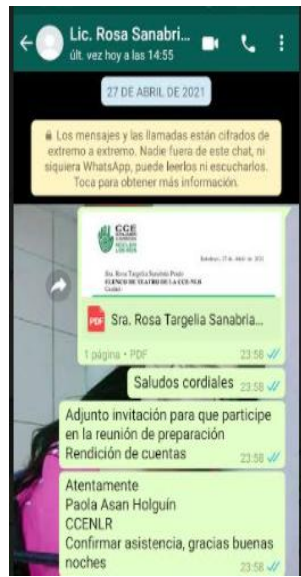 Lic. Rosa Sanabri...
últ. vez hoy a las 14:55
27 DE ABRIL DE 2021
Los mensajes y las llamadas están cifrados de
extremo a extremo. Nadie fuera de este chat, ni
siquiera WhatsApp, puede leerlos ni escucharlos.
Toca para obtener más información.
CCE
Sra. Rosa Targelia Sanabria Prado
ELENCO DE TEATRO DE LA CCE-NLR
Ciudad.-
PDF Sra. Rosa Targelia Sanabria...
1 página • PDF 23:58
Saludos cordiales 23:58
Adjunto invitación para que participe
en la reunión de preparación
Rendición de cuentas 23:58
Atentamente
Paola Asan Holguín
CCENLR
Confirmar asistencia, gracias buenas
noches 23:58